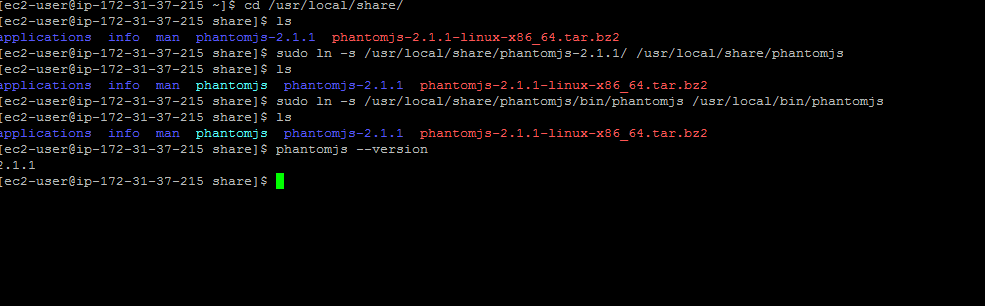 [ec2-user@ip-172-31-37-215 ~]$ cd /usr/local/share/
[ec2-user@ip-172-31-37-215 share]$ ls
applications  info  man  phantomjs-2.1.1  phantomjs-2.1.1-linux-x86_64.tar.bz2
[ec2-user@ip-172-31-37-215 share]$ sudo ln -s /usr/local/share/phantomjs-2.1.1/ /usr/local/share/phantomjs
[ec2-user@ip-172-31-37-215 share]$ ls
applications  info  man  phantomjs  phantomjs-2.1.1  phantomjs-2.1.1-linux-x86_64.tar.bz2
[ec2-user@ip-172-31-37-215 share]$ sudo ln -s /usr/local/share/phantomjs/bin/phantomjs /usr/local/bin/phantomjs
[ec2-user@ip-172-31-37-215 share]$ ls
applications  info  man  phantomjs  phantomjs-2.1.1  phantomjs-2.1.1-linux-x86_64.tar.bz2
[ec2-user@ip-172-31-37-215 share]$ phantomjs --version
2.1.1
[ec2-user@ip-172-31-37-215 share]$